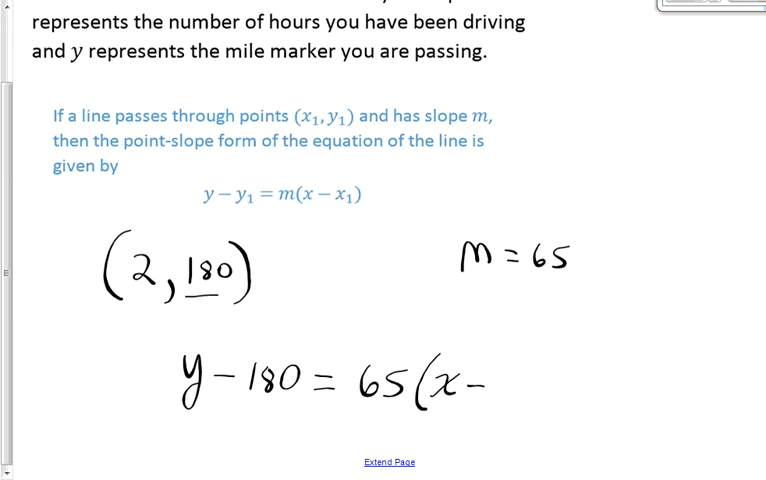 represents the number of hours you have been driving
and y represents the mile marker you are passing.
If a line passes through points (x₁, y₁) and has slope m,
then the point-slope form of the equation of the line is
given by
y − y₁ = m(x − x₁)
(2, 180) m = 65
y − 180 = 65(x −
Extend Page